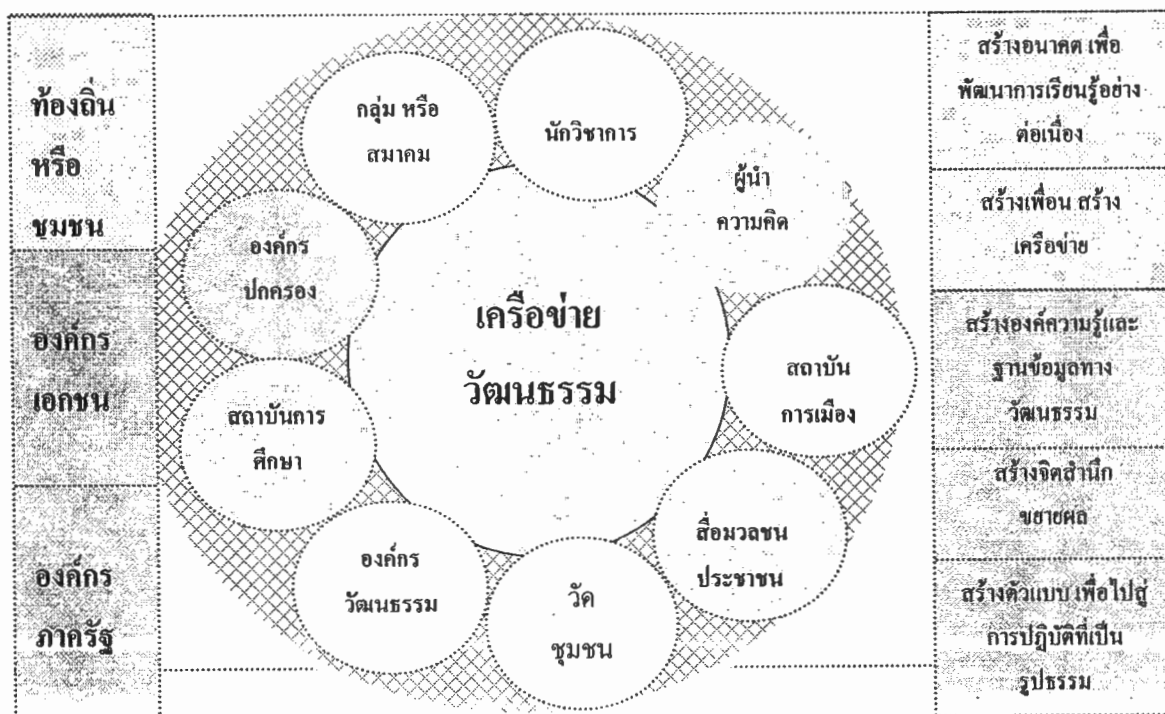 ท้องถิ่น
หรือ
ชุมชน
องค์กร
เอกชน
องค์กร
ภาครัฐ
กลุ่ม หรือ
สมาคม
นักวิชาการ
ผู้นำ
ความคิด
องค์กร
ปกครอง
เครือข่าย
วัฒนธรรม
สถาบัน
การเมือง
สถาบันการ
ศึกษา
สื่อมวลชน
ประชาชน
องค์กร
วัฒนธรรม
วัด
ชุมชน
สร้างอนาคต เพื่อ
พัฒนาการเรียนรู้อย่าง
ต่อเนื่อง
สร้างเพื่อน สร้าง
เครือข่าย
สร้างองค์ความรู้และ
ฐานข้อมูลทาง
วัฒนธรรม
สร้างจิตสำนึก
ขยายผล
สร้างตัวแบบ เพื่อไปสู่
การปฏิบัติที่เป็น
รูปธรรม